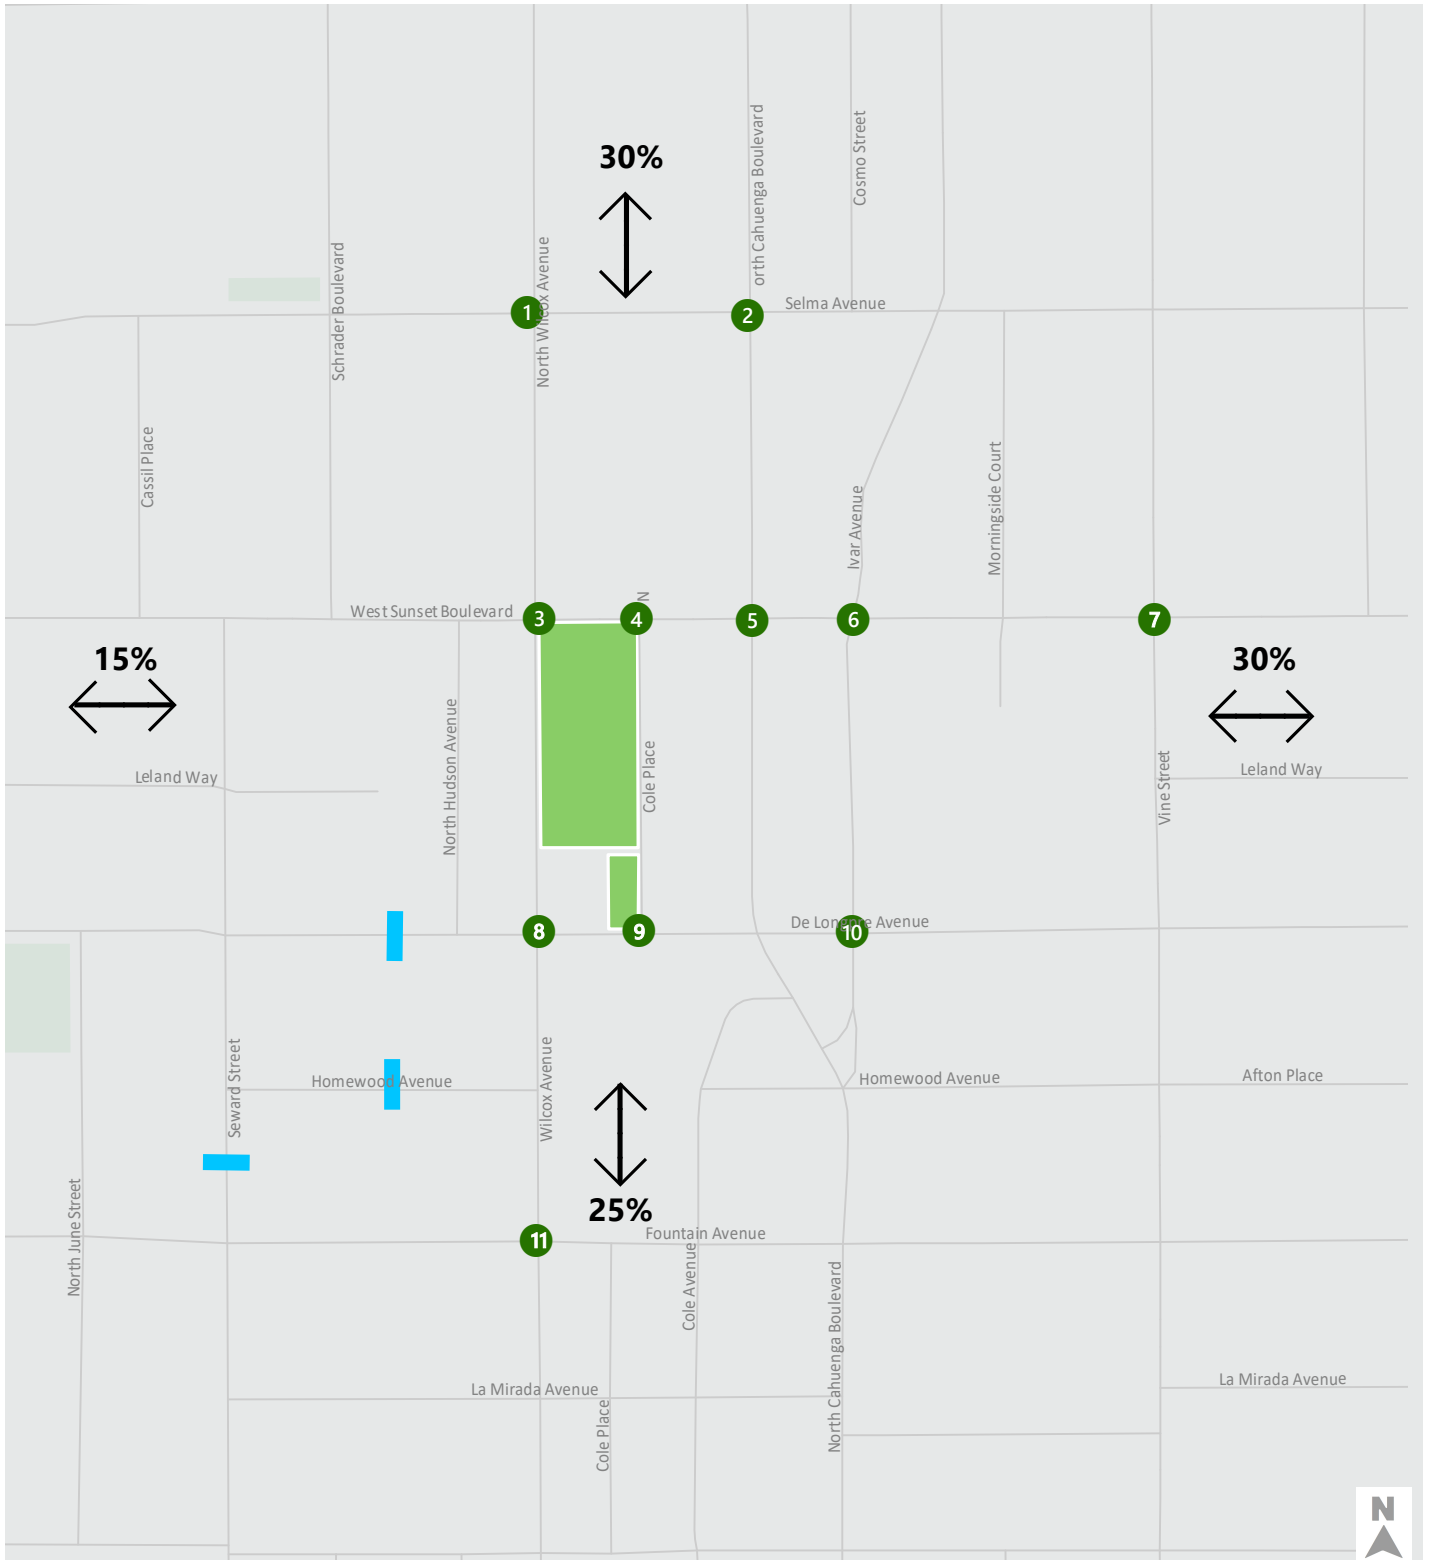 30%
orth Cahuenga Boulevard
Cosmo Street
North Wilcox Avenue
Schrader Boulevard
1
2
Selma Avenue
Cassil Place
Ivar Avenue
Morningside Court
N
West Sunset Boulevard
3
4
5
6
7
15%
30%
North Hudson Avenue
Cole Place
Vine Street
Leland Way
Leland Way
De Longpre Avenue
8
9
10
Seward Street
Wilcox Avenue
Homewood Avenue
Homewood Avenue
Afton Place
North June Street
25%
11
Fountain Avenue
Cole Avenue
North Cahuenga Boulevard
La Mirada Avenue
La Mirada Avenue
Cole Place
N